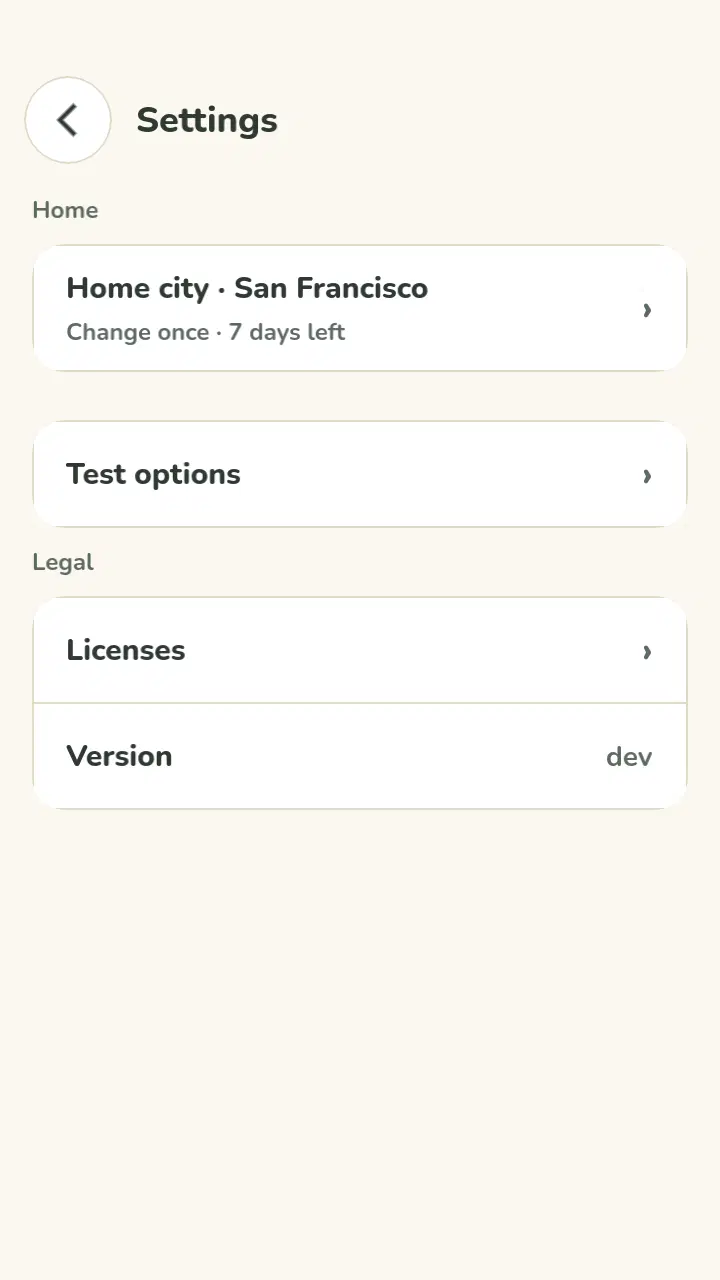 Settings
Home
Home city · San Francisco
Change once · 7 days left
›
Test options ›
Legal
Licenses ›
Version dev